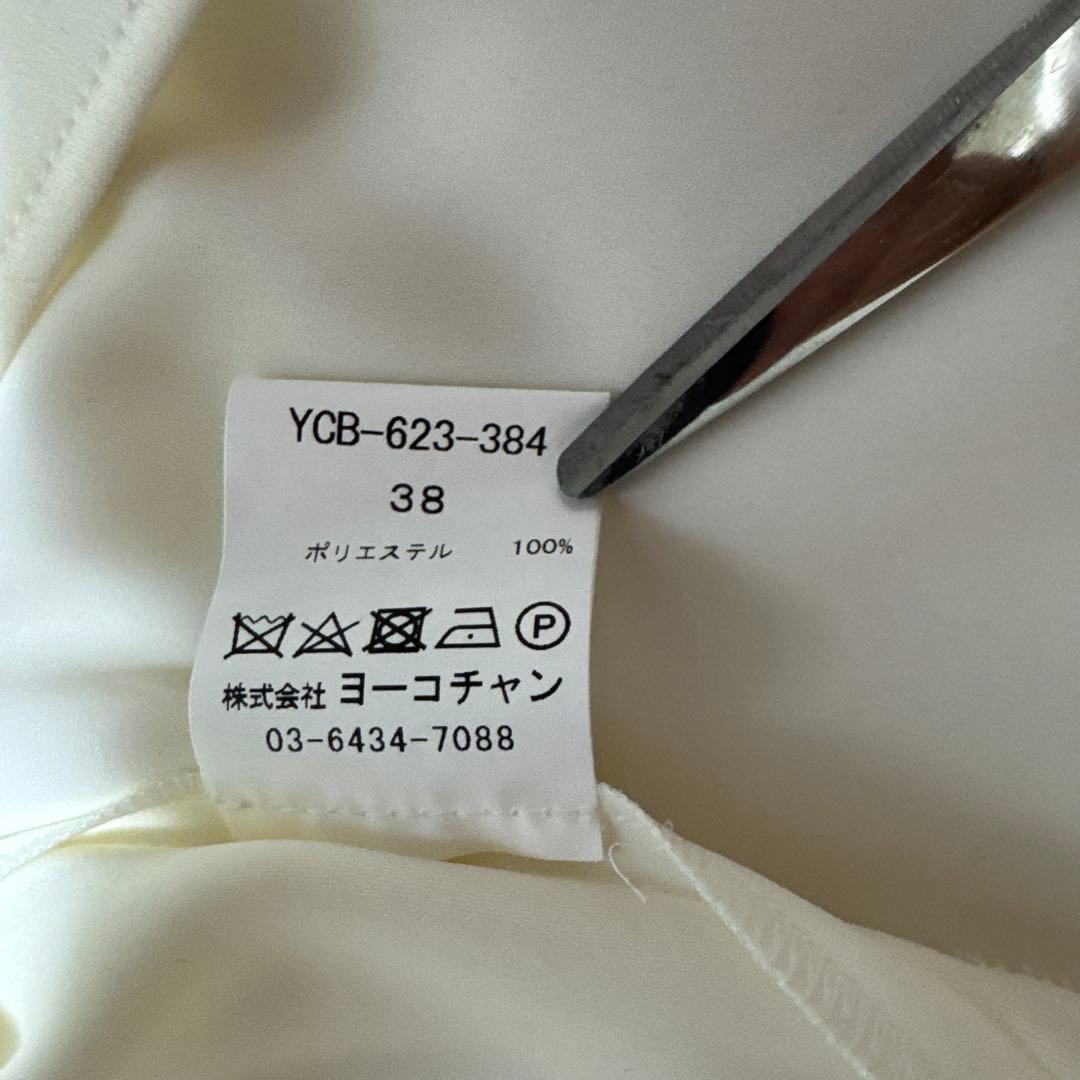 YCB-623-384
38
ポリエステル 100%
P
株式会社 ヨーコチャン
03-6434-7088